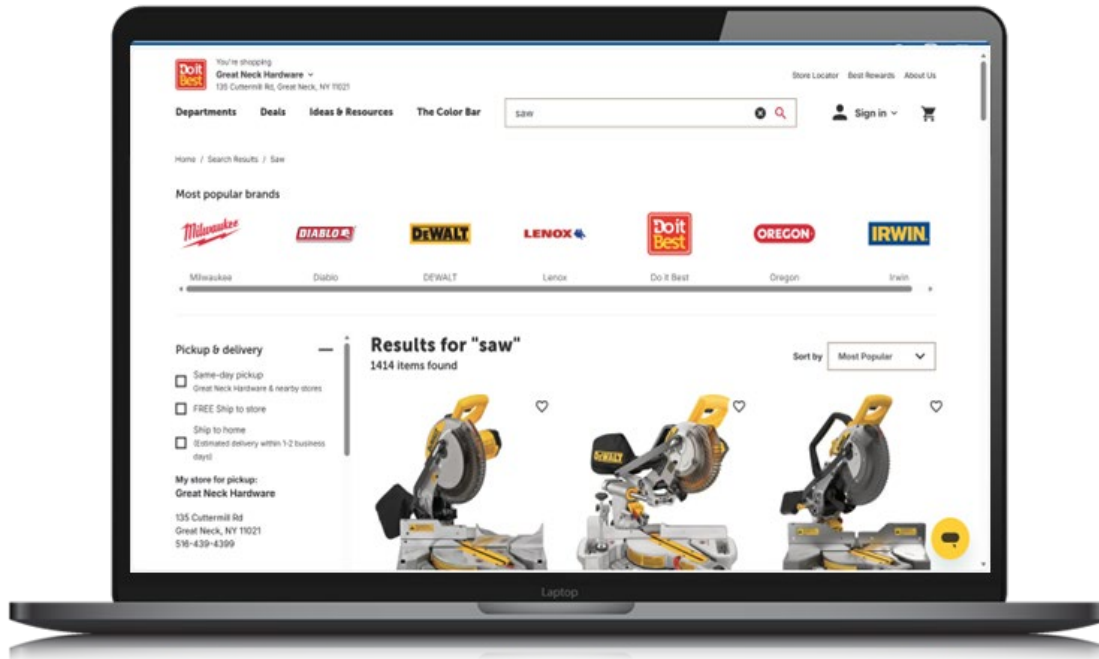 Do it Best
You're shopping
Great Neck Hardware
135 Cuttermill Rd, Great Neck, NY 11021
Store Locator Best Rewards About Us
Departments Deals Ideas & Resources The Color Bar
saw
Sign in
Home / Search Results / Saw
Most popular brands
Milwaukee DIABLO DEWALT LENOX Do it Best OREGON IRWIN
Milwaukee Diablo DEWALT Lenox Do it Best Oregon Irwin
Pickup & delivery
Same-day pickup
Great Neck Hardware & nearby stores
FREE Ship to store
Ship to home
(Estimated delivery within 1-2 business
days)
My store for pickup:
Great Neck Hardware
135 Cuttermill Rd
Great Neck, NY 11021
516-439-4399
Results for "saw"
1414 items found
Sort by Most Popular
DEWALT
Laptop